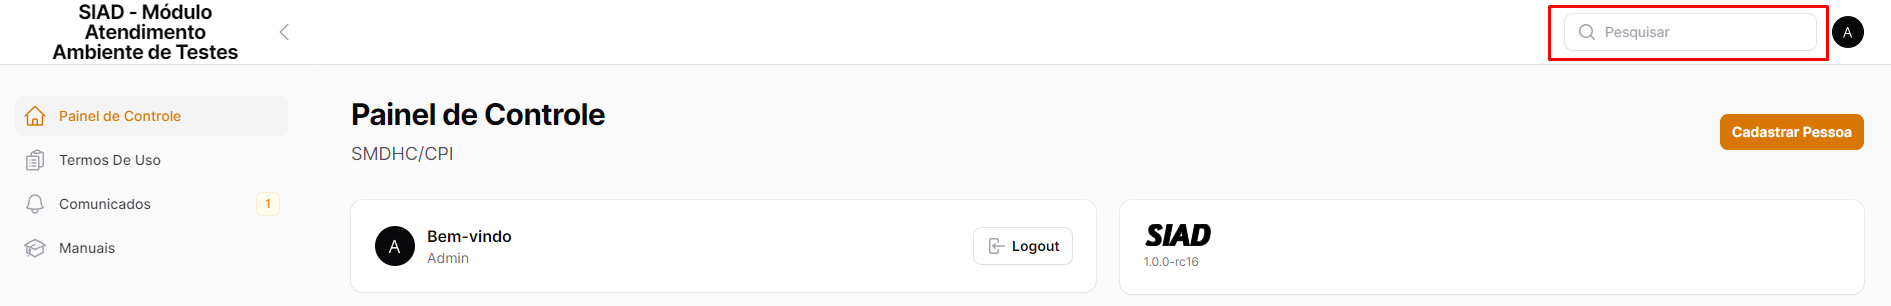 SIAD - Módulo
Atendimento
Ambiente de Testes
Pesquisar
A
Painel de Controle
Termos De Uso
Comunicados
1
Manuais
Painel de Controle
SMDHC/CPI
Cadastrar Pessoa
A
Bem-vindo
Admin
Logout
SIAD
1.0.0-rc16